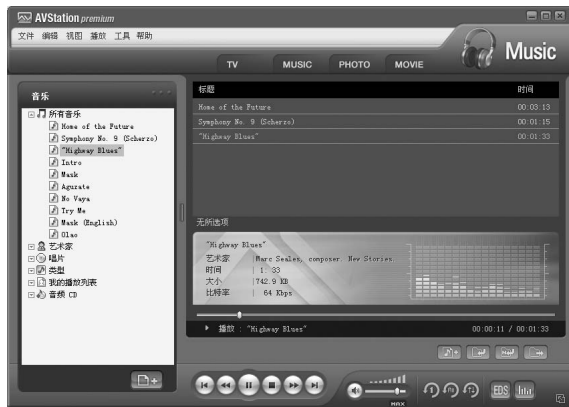 AVStation premium
文件 编辑 视图 播放 工具 帮助
Music
TV MUSIC PHOTO MOVIE
音乐
所有音乐
Home of the Future
Symphony No. 9 (Scherzo)
"Highway Blues"
Intro
Mask
Aguzate
No Vaya
Try Me
Mask (English)
Olao
艺术家
唱片
类型
我的播放列表
音频 CD
标题 时间
Home of the Future 00:03:13
Symphony No. 9 (Scherzo) 00:01:15
"Highway Blues" 00:01:33
无所选项
"Highway Blues"
艺术家 |Marc Seales, composer. New Stories
时间 | 1: 33
大小 |742.9 KB
比特率 | 64 Kbps
播放 : "Highway Blues" 00:00:11 / 00:01:33
MAX
EDS